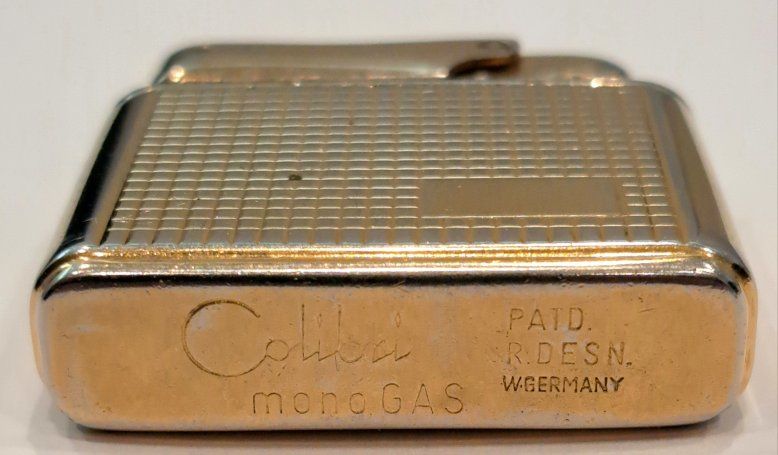 Colibri
monoGAS
PATD.
R.DESN.
W.GERMANY